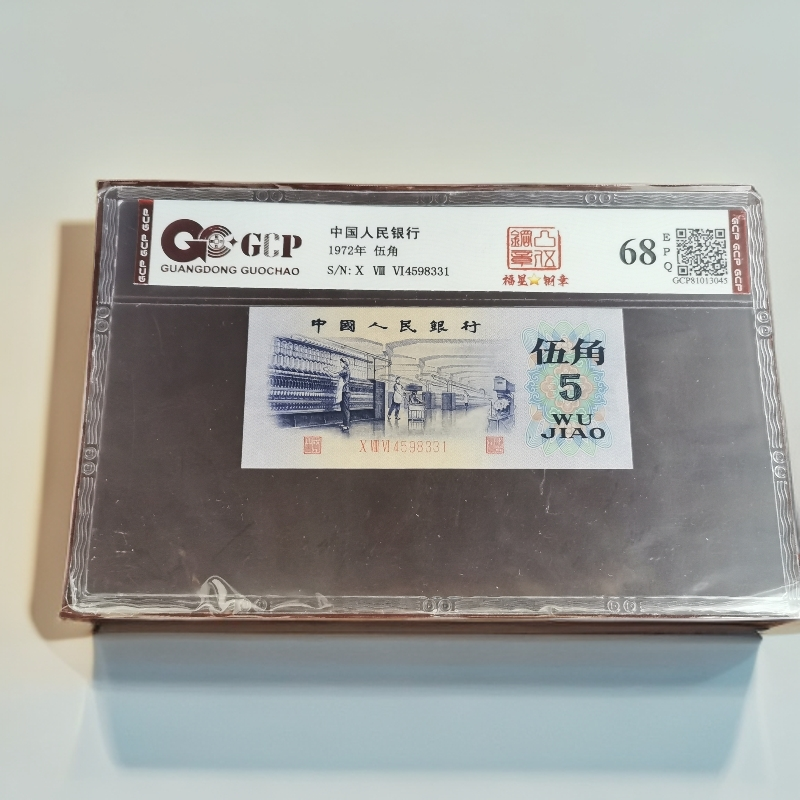 GCP GCP GCP
GC GCP
GUANGDONG GUOCHAO
中国人民银行
1972年 伍角
S/N: X Ⅷ Ⅵ4598331
福星⭐钢章
68 EPQ
GCP81013045
GCP GCP GCP
中國人民銀行
伍角
5
WU
JIAO
X Ⅷ Ⅵ 4598331